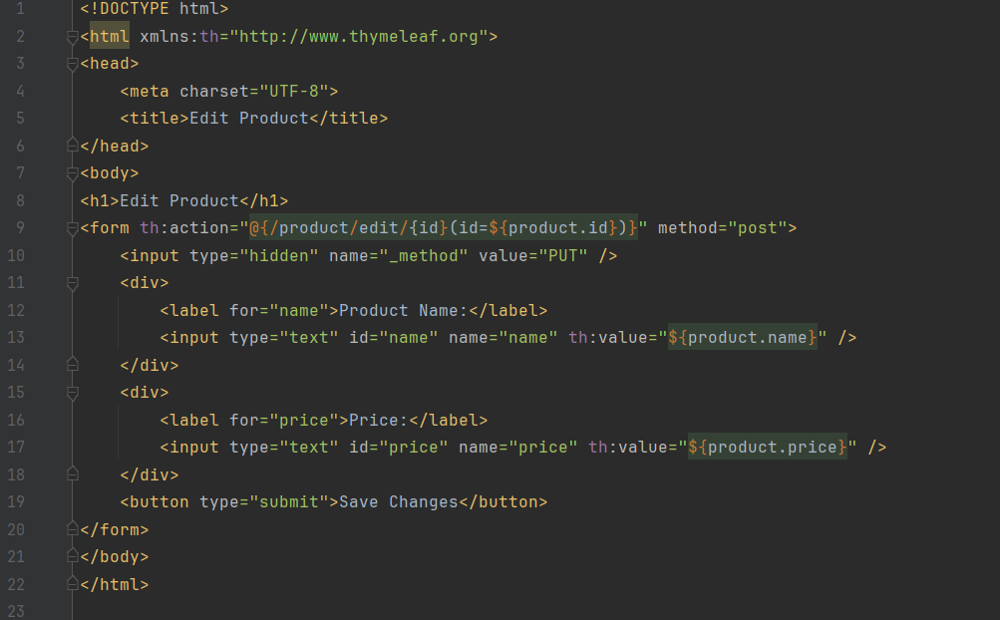 1 <!DOCTYPE html>
2 <html xmlns:th="http://www.thymeleaf.org">
3 <head>
4     <meta charset="UTF-8">
5     <title>Edit Product</title>
6 </head>
7 <body>
8 <h1>Edit Product</h1>
9 <form th:action="@{/product/edit/{id}(id=${product.id})}" method="post">
10     <input type="hidden" name="_method" value="PUT" />
11     <div>
12         <label for="name">Product Name:</label>
13         <input type="text" id="name" name="name" th:value="${product.name}" />
14     </div>
15     <div>
16         <label for="price">Price:</label>
17         <input type="text" id="price" name="price" th:value="${product.price}" />
18     </div>
19     <button type="submit">Save Changes</button>
20 </form>
21 </body>
22 </html>
23